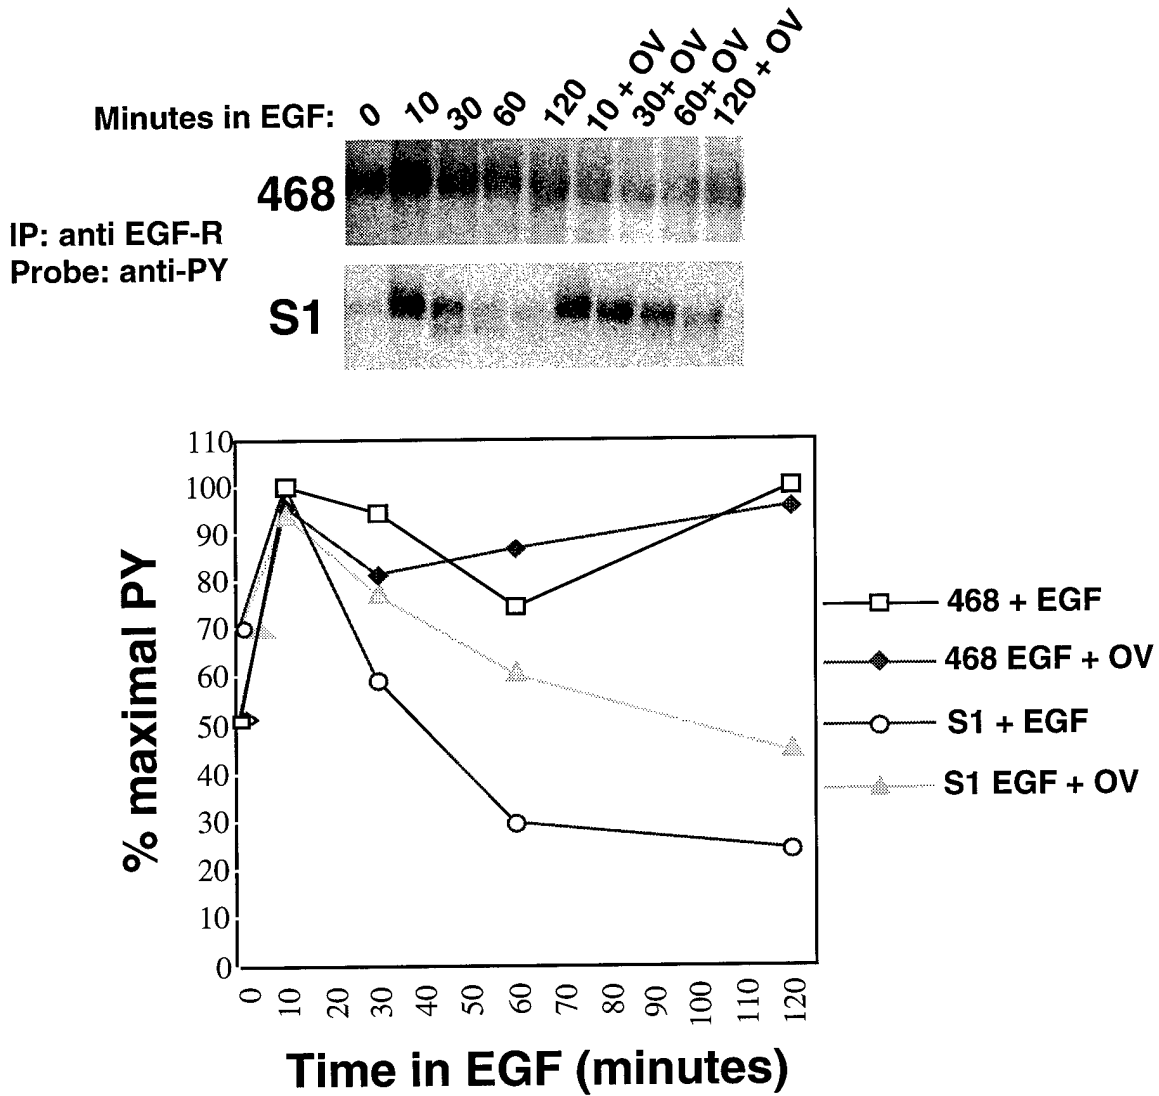 Minutes in EGF: 0 10 30 60 120 10 + OV 30+ OV 60+ OV 120 + OV
468
IP: anti EGF-R
Probe: anti-PY
S1
110
100
90
80
70
60
50
40
30
20
10
0
% maximal PY
468 + EGF
468 EGF + OV
S1 + EGF
S1 EGF + OV
0 10 20 30 40 50 60 70 80 90 100 110 120
Time in EGF (minutes)